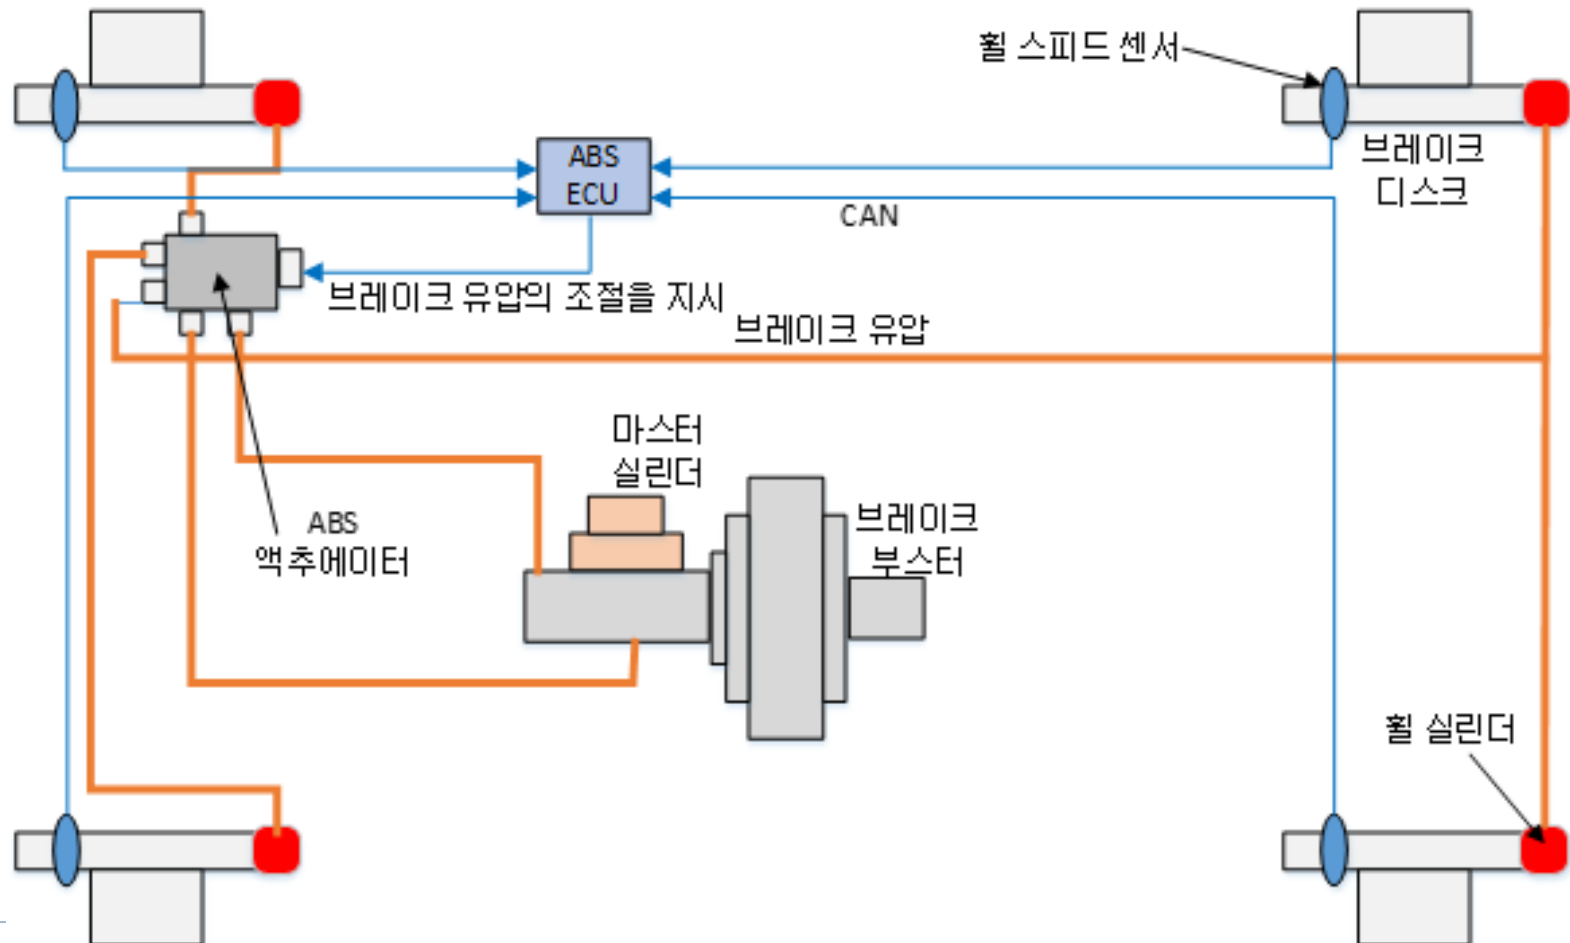 휠 스피드 센서
브레이크
디스크
ABS
ECU
CAN
브레이크 유압의 조절을 지시
브레이크 유압
마스터
실린더
브레이크
부스터
ABS
액추에이터
휠 실린더